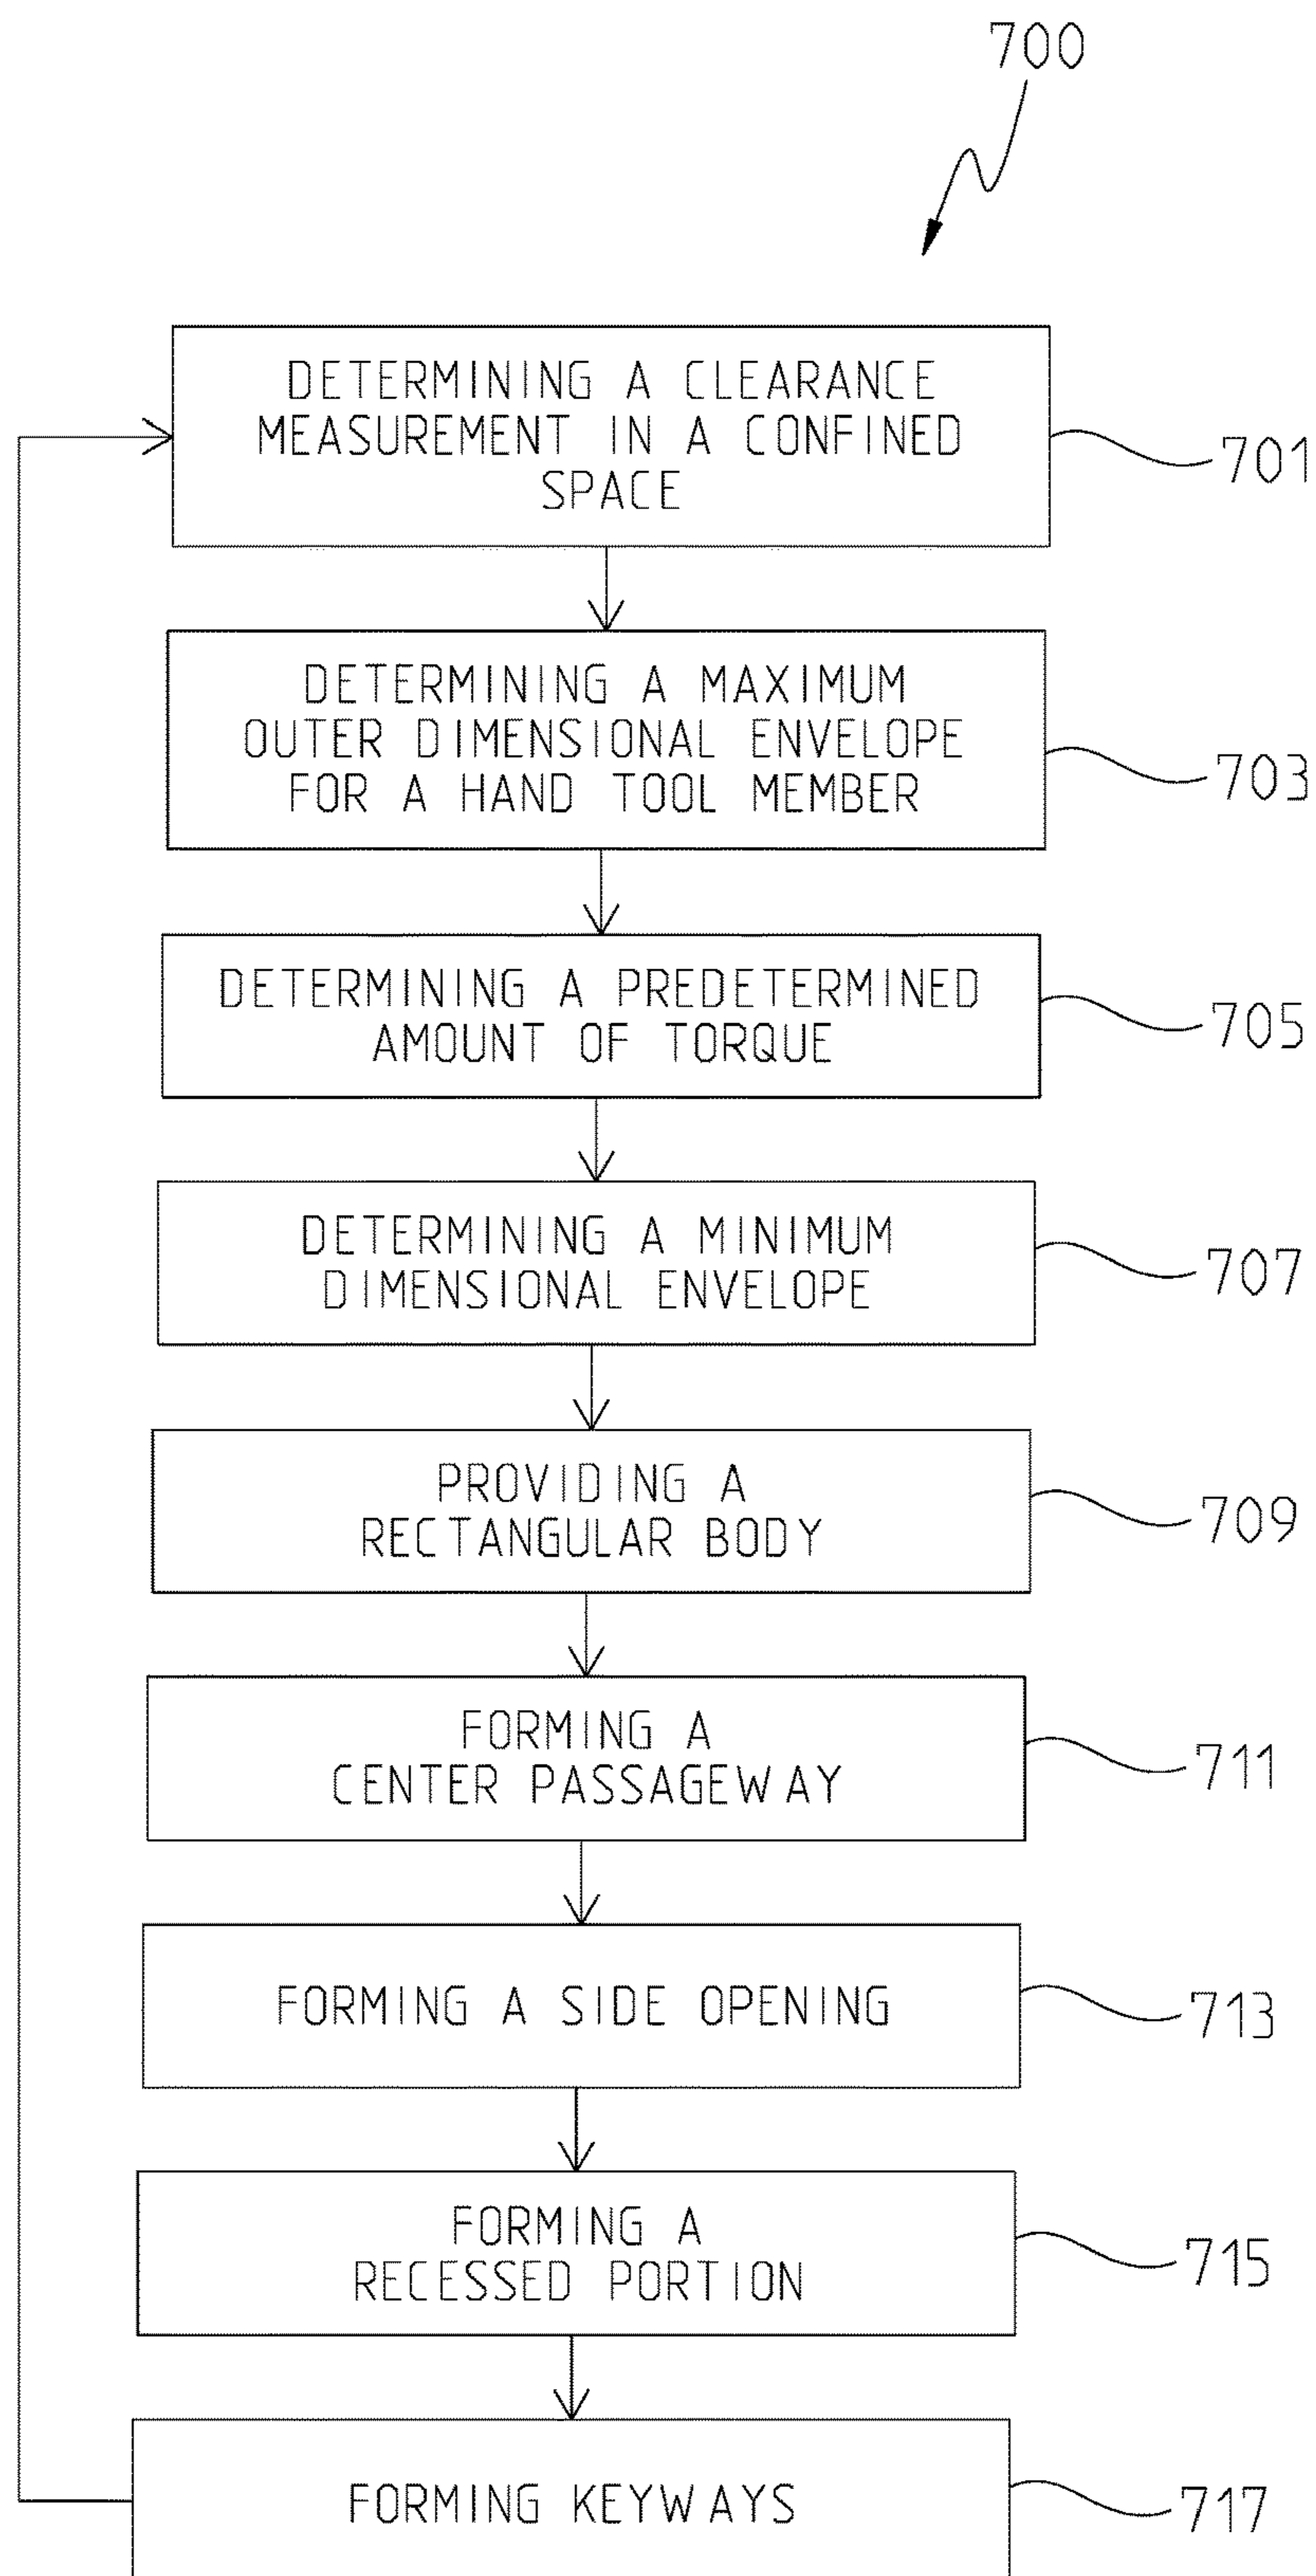 700
DETERMINING A CLEARANCE
MEASUREMENT IN A CONFINED
SPACE
701
DETERMINING A MAXIMUM
OUTER DIMENSIONAL ENVELOPE
FOR A HAND TOOL MEMBER
703
DETERMINING A PREDETERMINED
AMOUNT OF TORQUE
705
DETERMINING A MINIMUM
DIMENSIONAL ENVELOPE
707
PROVIDING A
RECTANGULAR BODY
709
FORMING A
CENTER PASSAGEWAY
711
FORMING A SIDE OPENING
713
FORMING A
RECESSED PORTION
715
FORMING KEYWAYS
717